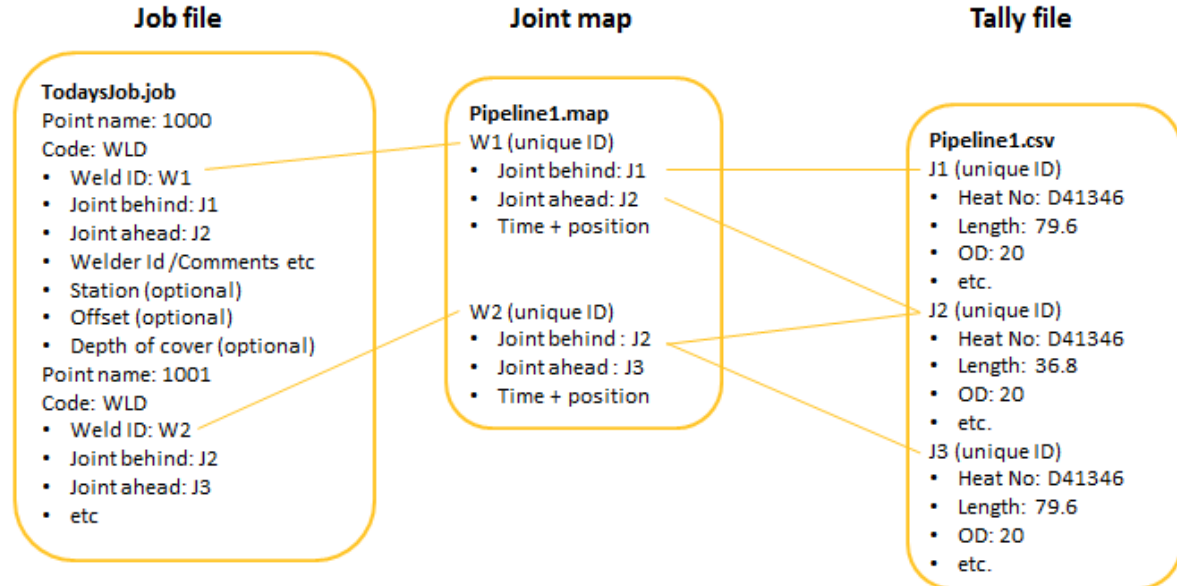 Job file
TodaysJob.job
Point name: 1000
Code: WLD
• Weld ID: W1
• Joint behind: J1
• Joint ahead: J2
• Welder Id /Comments etc
• Station (optional)
• Offset (optional)
• Depth of cover (optional)
Point name: 1001
Code: WLD
• Weld ID: W2
• Joint behind: J2
• Joint ahead: J3
• etc
Joint map
Pipeline1.map
W1 (unique ID)
• Joint behind: J1
• Joint ahead: J2
• Time + position
W2 (unique ID)
• Joint behind : J2
• Joint ahead : J3
• Time + position
Tally file
Pipeline1.csv
J1 (unique ID)
• Heat No: D41346
• Length: 79.6
• OD: 20
• etc.
J2 (unique ID)
• Heat No: D41346
• Length: 36.8
• OD: 20
• etc.
J3 (unique ID)
• Heat No: D41346
• Length: 79.6
• OD: 20
• etc.